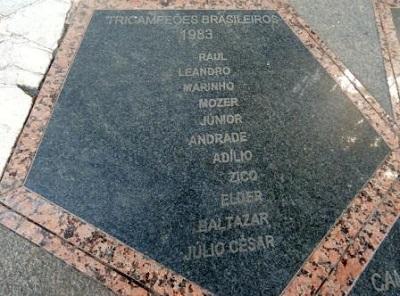 TRICAMPEÕES BRASILEIROS
1983
RAUL
LEANDRO
MARINHO
MOZER
JÚNIOR
ANDRADE
ADÍLIO
ZICO
ELDER
BALTAZAR
JÚLIO CÉSAR